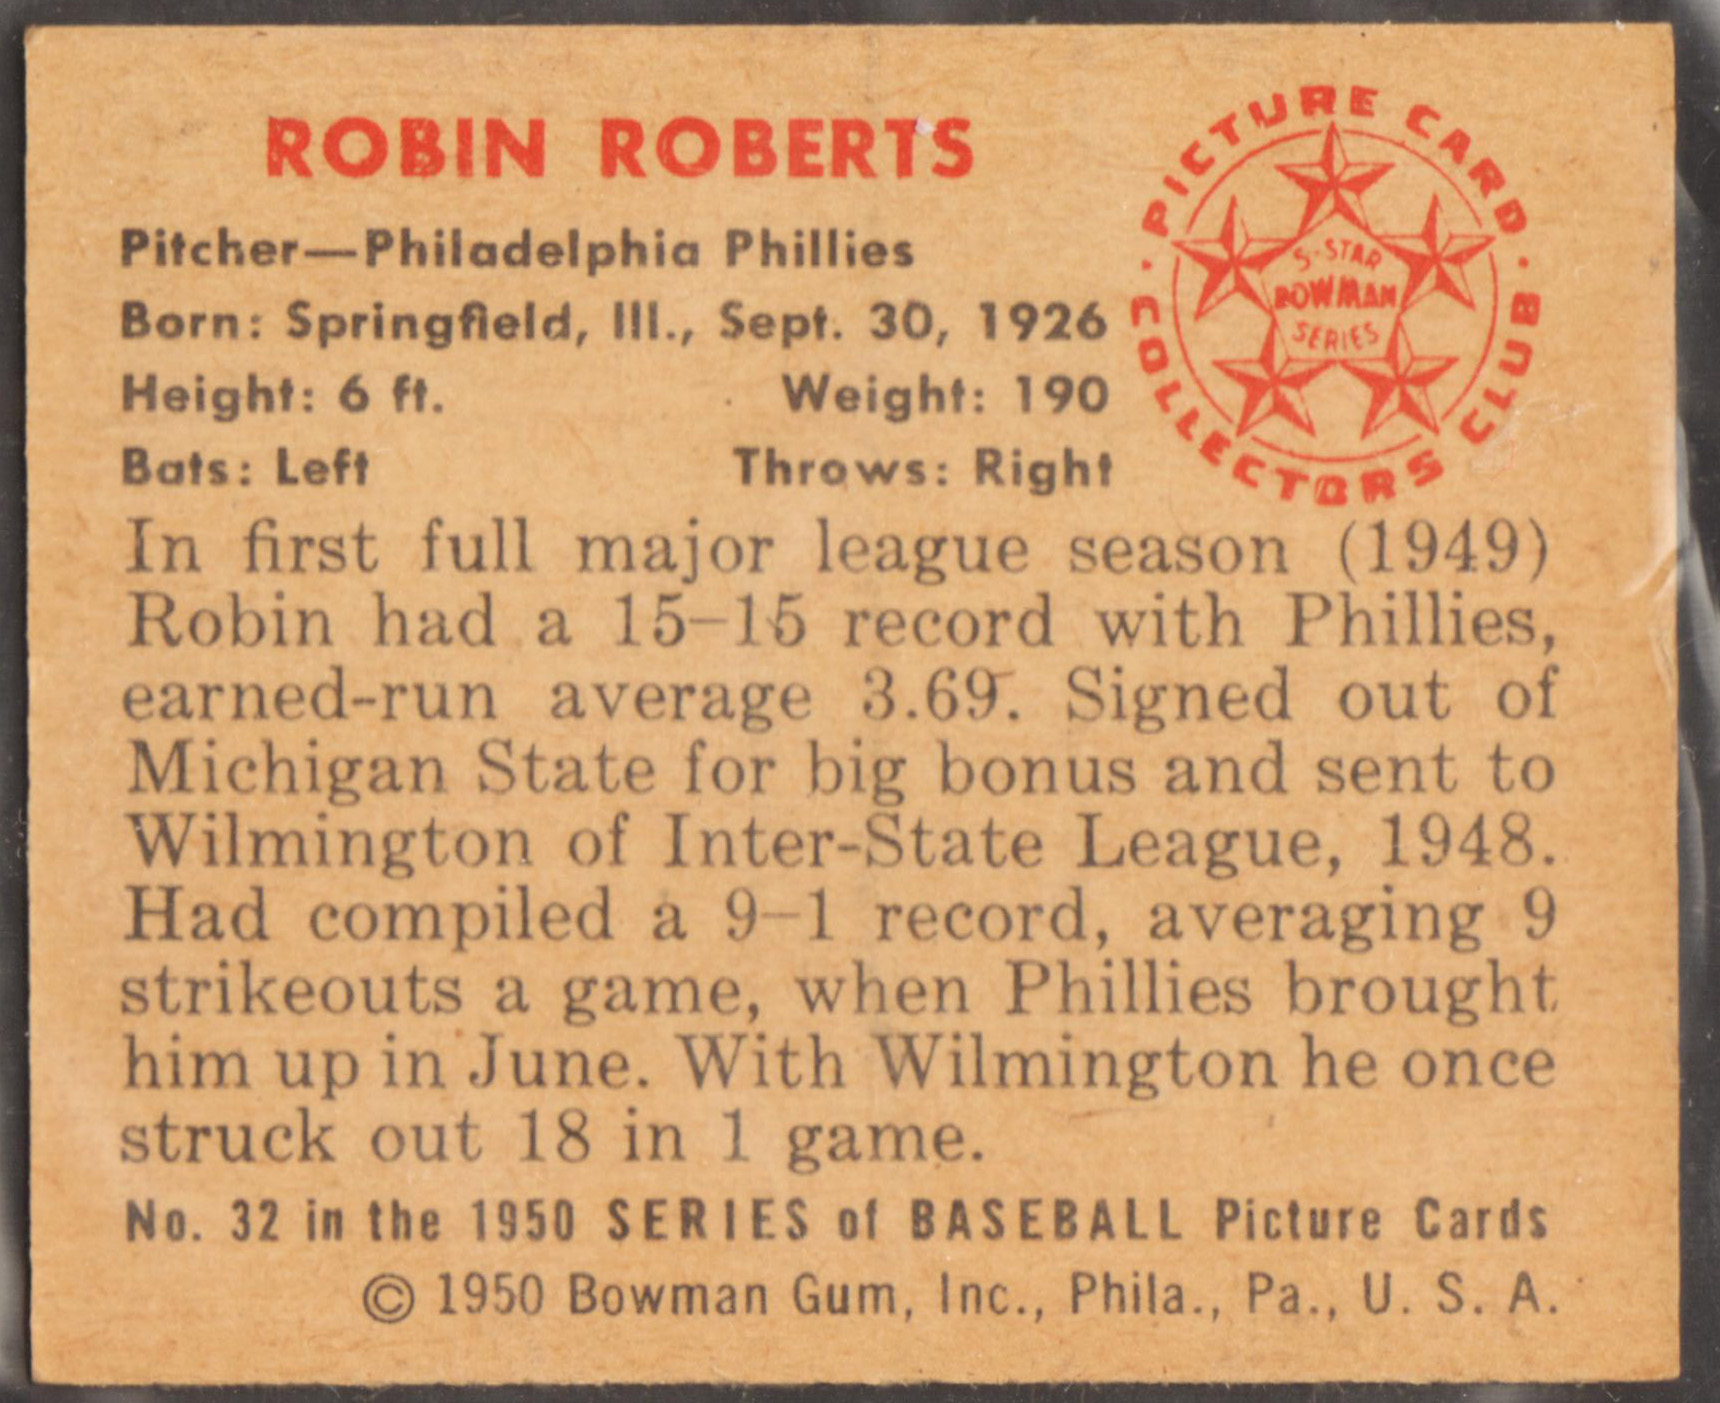 ROBIN ROBERTS
PICTURE CARD
COLLECTORS CLUB
5-STAR
BOWMAN
SERIES
Pitcher—Philadelphia Phillies
Born: Springfield, Ill., Sept. 30, 1926
Height: 6 ft. Weight: 190
Bats: Left Throws: Right
In first full major league season (1949)
Robin had a 15–15 record with Phillies,
earned-run average 3.69. Signed out of
Michigan State for big bonus and sent to
Wilmington of Inter-State League, 1948.
Had compiled a 9–1 record, averaging 9
strikeouts a game, when Phillies brought
him up in June. With Wilmington he once
struck out 18 in 1 game.
No. 32 in the 1950 SERIES of BASEBALL Picture Cards
© 1950 Bowman Gum, Inc., Phila., Pa., U. S. A.